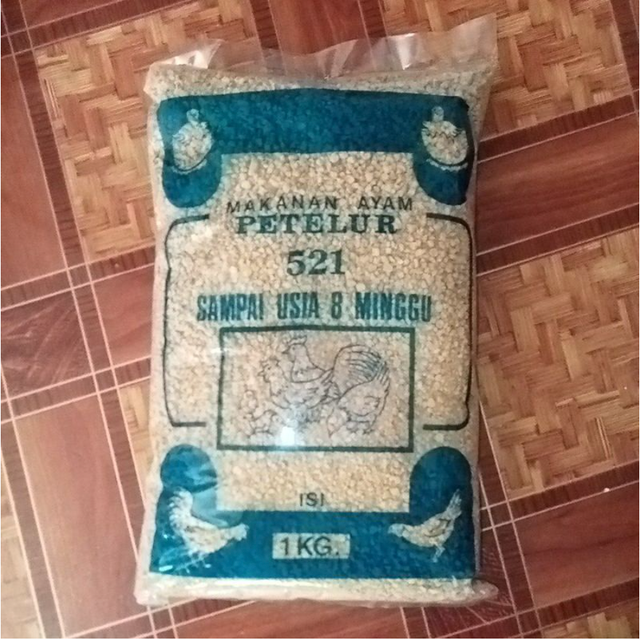 MAKANAN AYAM
PETELUR
521
SAMPAI USIA 8 MINGGU
ISI
1 KG.